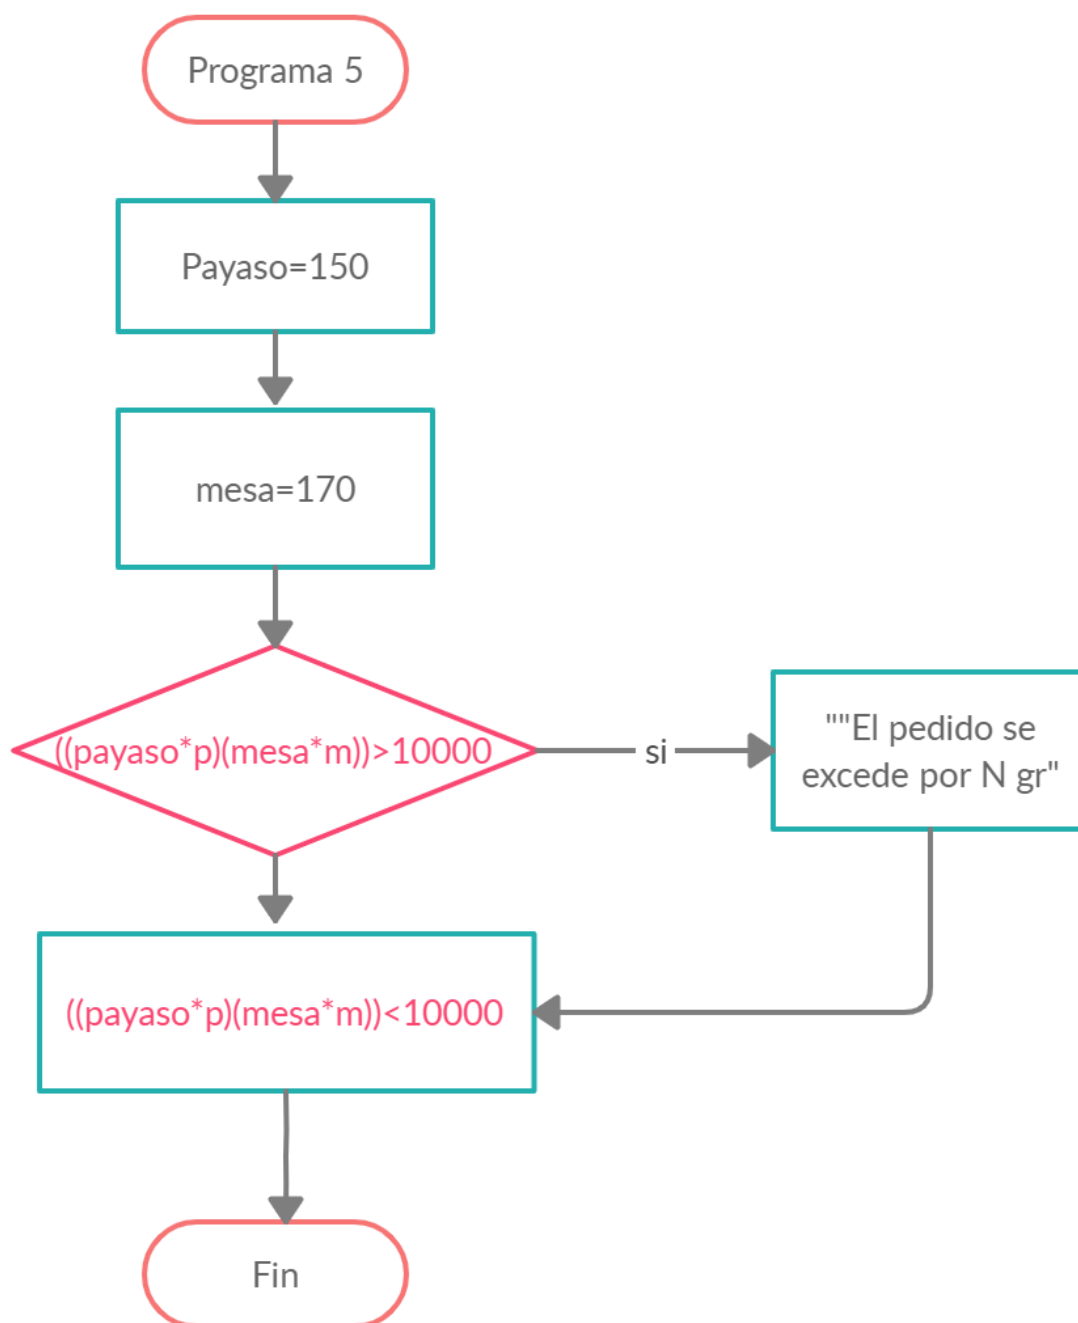 Programa 5
Payaso=150
mesa=170
((payaso*p)(mesa*m))>10000
si
""El pedido se
excede por N gr"
((payaso*p)(mesa*m))<10000
Fin